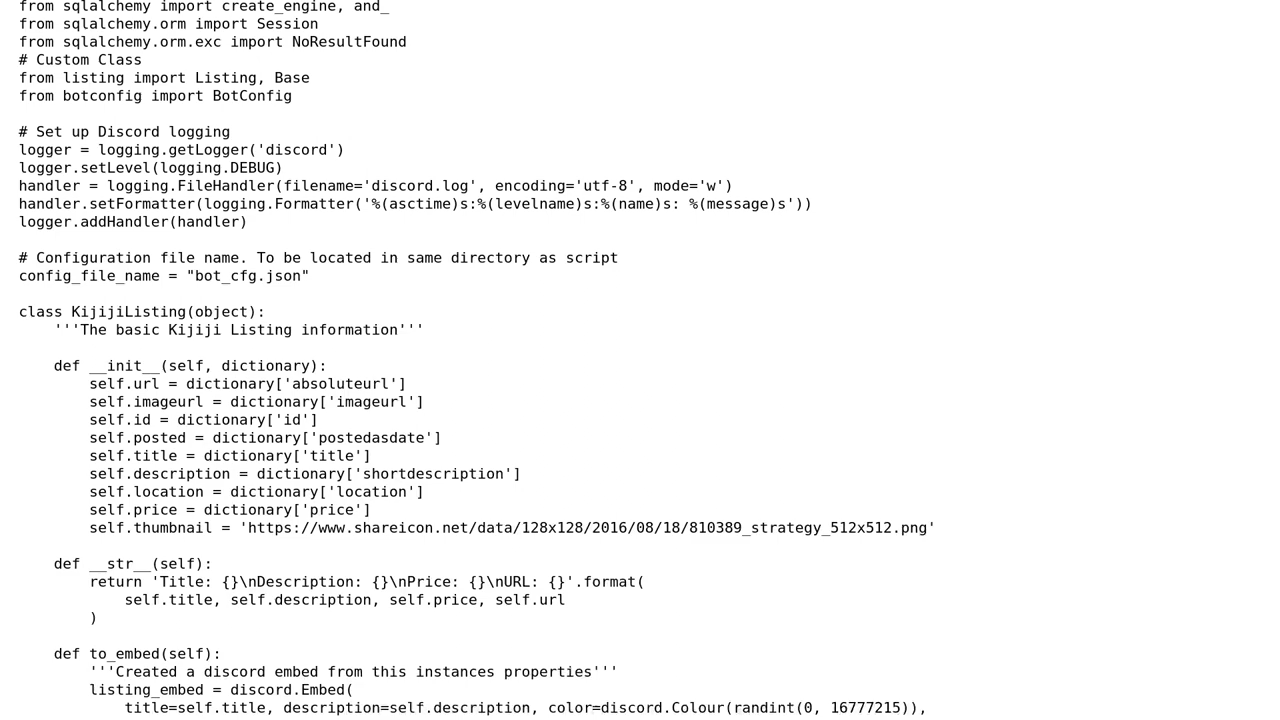 from sqlalchemy import create_engine, and_
from sqlalchemy.orm import Session
from sqlalchemy.orm.exc import NoResultFound
# Custom Class
from listing import Listing, Base
from botconfig import BotConfig

# Set up Discord logging
logger = logging.getLogger('discord')
logger.setLevel(logging.DEBUG)
handler = logging.FileHandler(filename='discord.log', encoding='utf-8', mode='w')
handler.setFormatter(logging.Formatter('%(asctime)s:%(levelname)s:%(name)s: %(message)s'))
logger.addHandler(handler)

# Configuration file name. To be located in same directory as script
config_file_name = "bot_cfg.json"

class KijijiListing(object):
    '''The basic Kijiji Listing information'''

    def __init__(self, dictionary):
        self.url = dictionary['absoluteurl']
        self.imageurl = dictionary['imageurl']
        self.id = dictionary['id']
        self.posted = dictionary['postedasdate']
        self.title = dictionary['title']
        self.description = dictionary['shortdescription']
        self.location = dictionary['location']
        self.price = dictionary['price']
        self.thumbnail = 'https://www.shareicon.net/data/128x128/2016/08/18/810389_strategy_512x512.png'

    def __str__(self):
        return 'Title: {}\nDescription: {}\nPrice: {}\nURL: {}'.format(
            self.title, self.description, self.price, self.url
        )

    def to_embed(self):
        '''Created a discord embed from this instances properties'''
        listing_embed = discord.Embed(
            title=self.title, description=self.description, color=discord.Colour(randint(0, 16777215)),